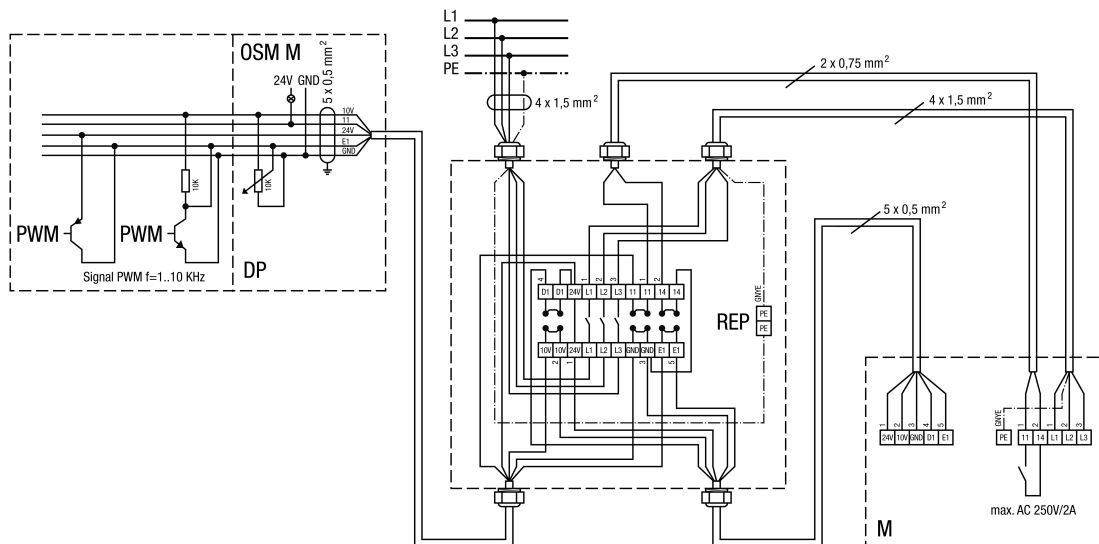 L1
L2
L3
PE
4 x 1,5 mm²
2 x 0,75 mm²
4 x 1,5 mm²
5 x 0,5 mm²
OSM M
24V GND
5 x 0,5 mm²
10V
11
24V
E1
GND
10K
10K
PWM
PWM
Signal PWM f=1..10 KHz
DP
4
1
2
3
1
2
D1 D1 24V L1 L2 L3 11 11 14 14
10V 10V 24V L1 L2 L3 GND GND E1 E1
2
1
3
5
REP
GNYE
PE
PE
1
2
3
4
5
24V 10V GND D1 E1
GNYE
PE
1
2
1
2
3
11 14 L1 L2 L3
max. AC 250V/2A
M